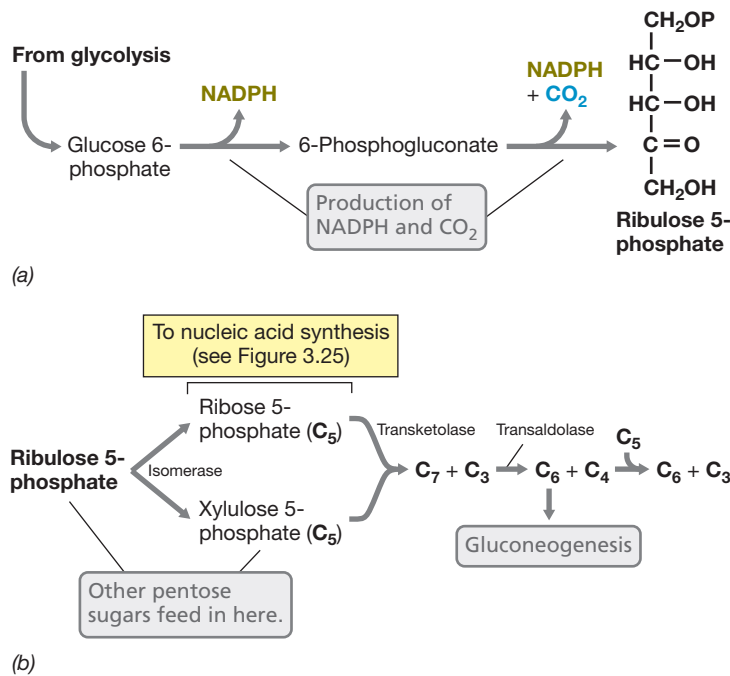 From glycolysis
NADPH
NADPH
+ CO₂
Glucose 6-
phosphate
6-Phosphogluconate
Production of
NADPH and CO₂
CH₂OP
HC—OH
HC—OH
C=O
CH₂OH
Ribulose 5-
phosphate
(a)
To nucleic acid synthesis
(see Figure 3.25)
Ribose 5-
phosphate (C₅)
Ribulose 5-
phosphate
Isomerase
Xylulose 5-
phosphate (C₅)
Transketolase
C₇ + C₃
Transaldolase
C₆ + C₄
C₅
C₆ + C₃
Gluconeogenesis
Other pentose
sugars feed in here.
(b)